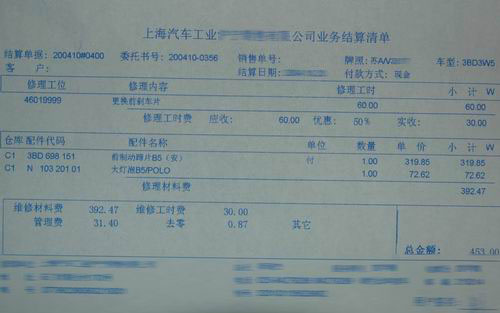 上海汽车工业 公司业务结算清单
结算单据: 200410#0400 委托书号: 200410-0356 销售单号: 牌照: 苏A/V 车型: 3BD3W5
客 户: 结算日期: 200410 付款方式: 现金
修理工位 修理内容 修理工时 小 计 W
46019999 更换前刹车片 60.00 60.00
修理工时费 应收: 60.00 优惠: 50% 实收: 30.00
仓库 配件代码 配件名称 单位 数量 单 价 小 计 W
C1 3BD 698 151 前制动蹄片B5（安） 付 1.00 319.85 319.85
C1 N 103 201 01 大灯泡B5/POLO 1.00 72.62 72.62
修理材料费 392.47
维修材料费 392.47 维修工时费 30.00
管理费 31.40 去零 0.87 其它
总金额: 453.00